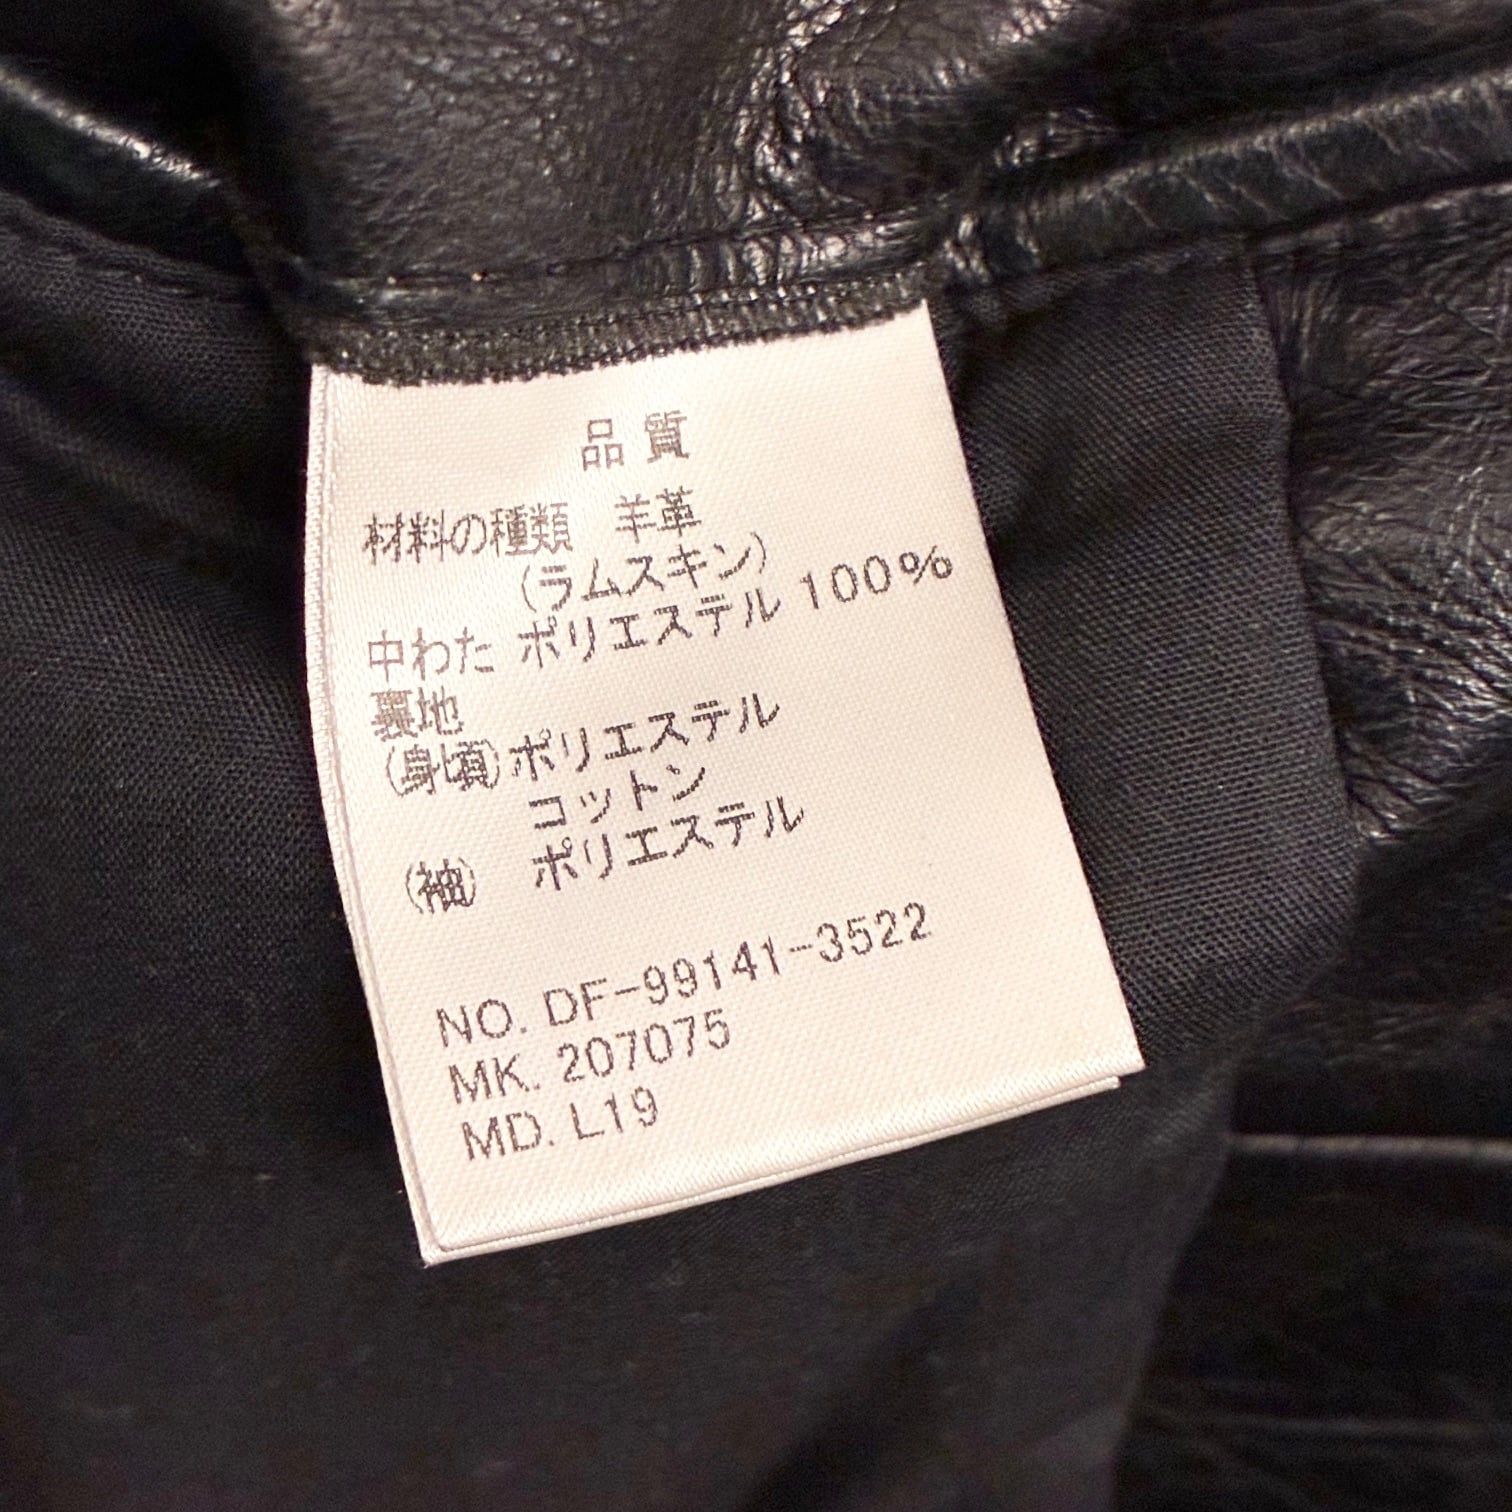 品質
材料の種類 羊革
(ラムスキン)
中わた ポリエステル 100%
裏地
(身頃) ポリエステル
コットン
(袖) ポリエステル
NO. DF-99141-3522
MK. 207075
MD. L19